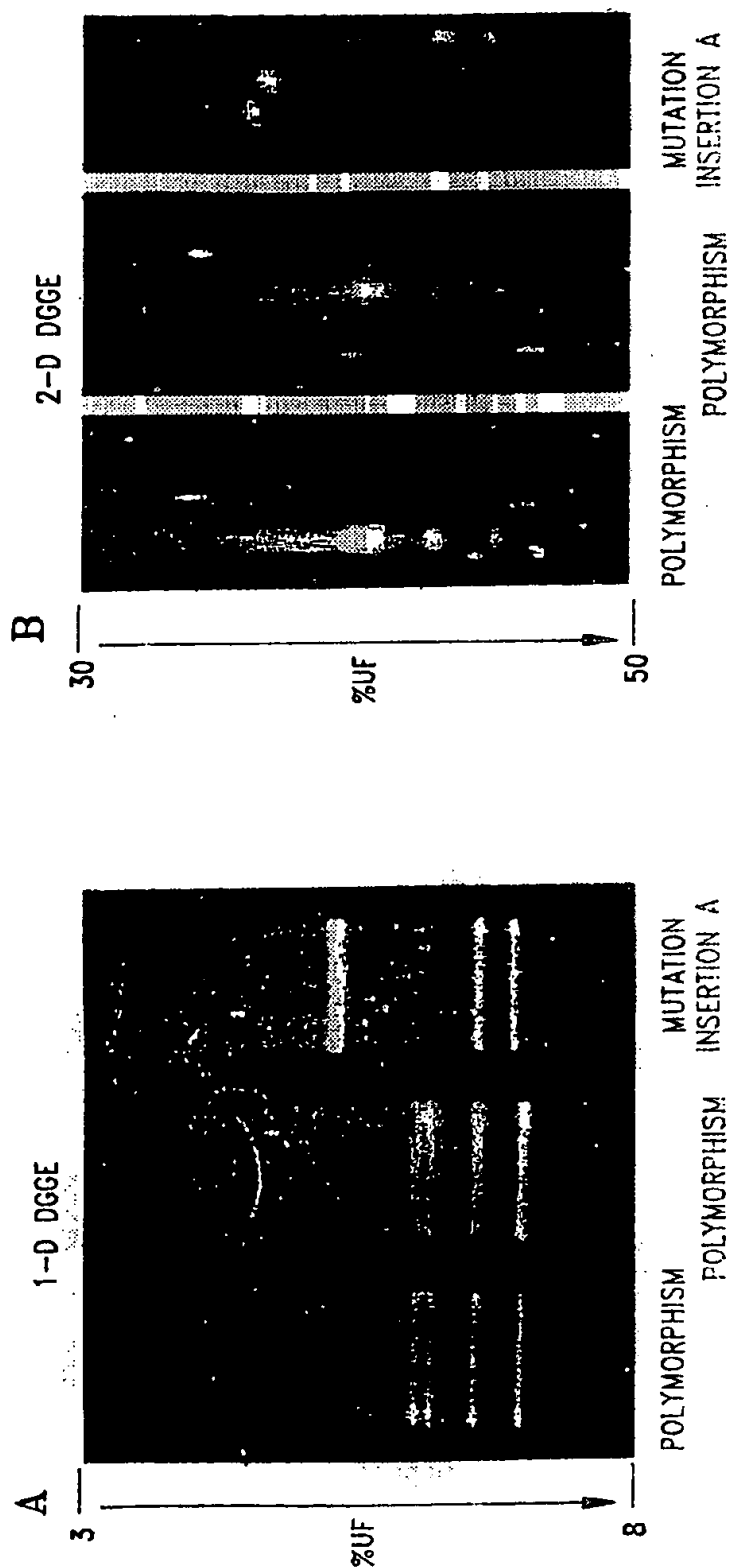 A
1-D DGGE
3
%UF
8
POLYMORPHISM
POLYMORPHISM
MUTATION
INSERTION A
B
2-D DGGE
30
%UF
50
POLYMORPHISM
POLYMORPHISM
MUTATION
INSERTION A